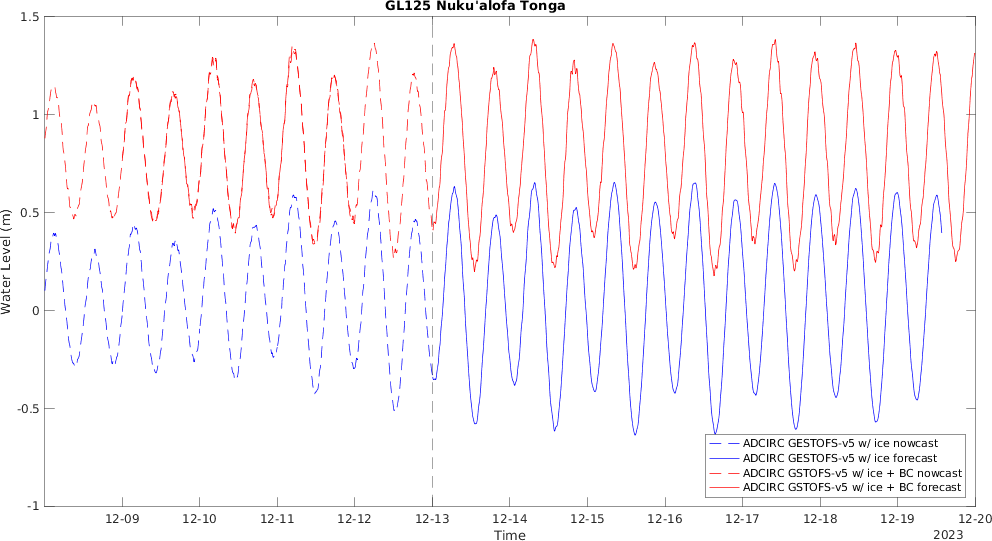 GL125 Nuku'alofa Tonga
1.5
1
0.5
0
-0.5
-1
Water Level (m)
ADCIRC GESTOFS-v5 w/ ice nowcast
ADCIRC GESTOFS-v5 w/ ice forecast
ADCIRC GSTOFS-v5 w/ ice + BC nowcast
ADCIRC GSTOFS-v5 w/ ice + BC forecast
12-09 12-10 12-11 12-12 12-13 12-14 12-15 12-16 12-17 12-18 12-19 12-20
Time
2023